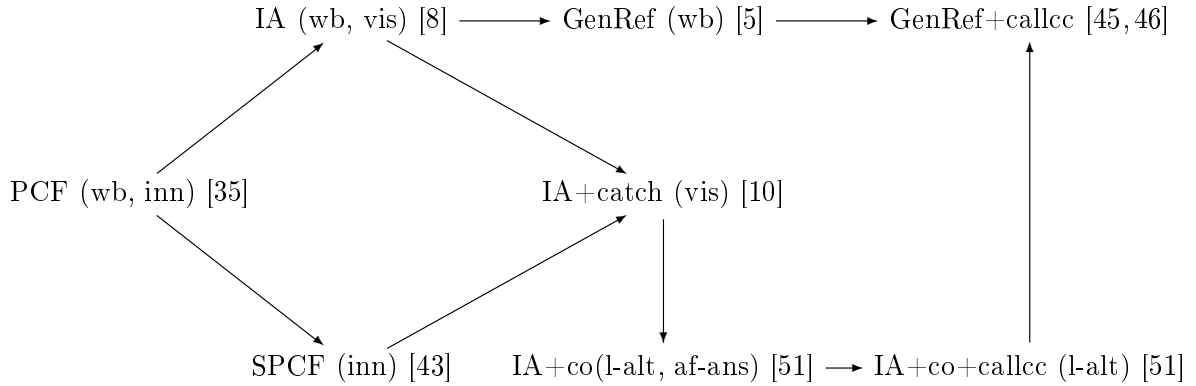 IA (wb, vis) [8] GenRef (wb) [5] GenRef+callcc [45, 46]
PCF (wb, inn) [35] IA+catch (vis) [10]
SPCF (inn) [43] IA+co(l-alt, af-ans) [51] IA+co+callcc (l-alt) [51]